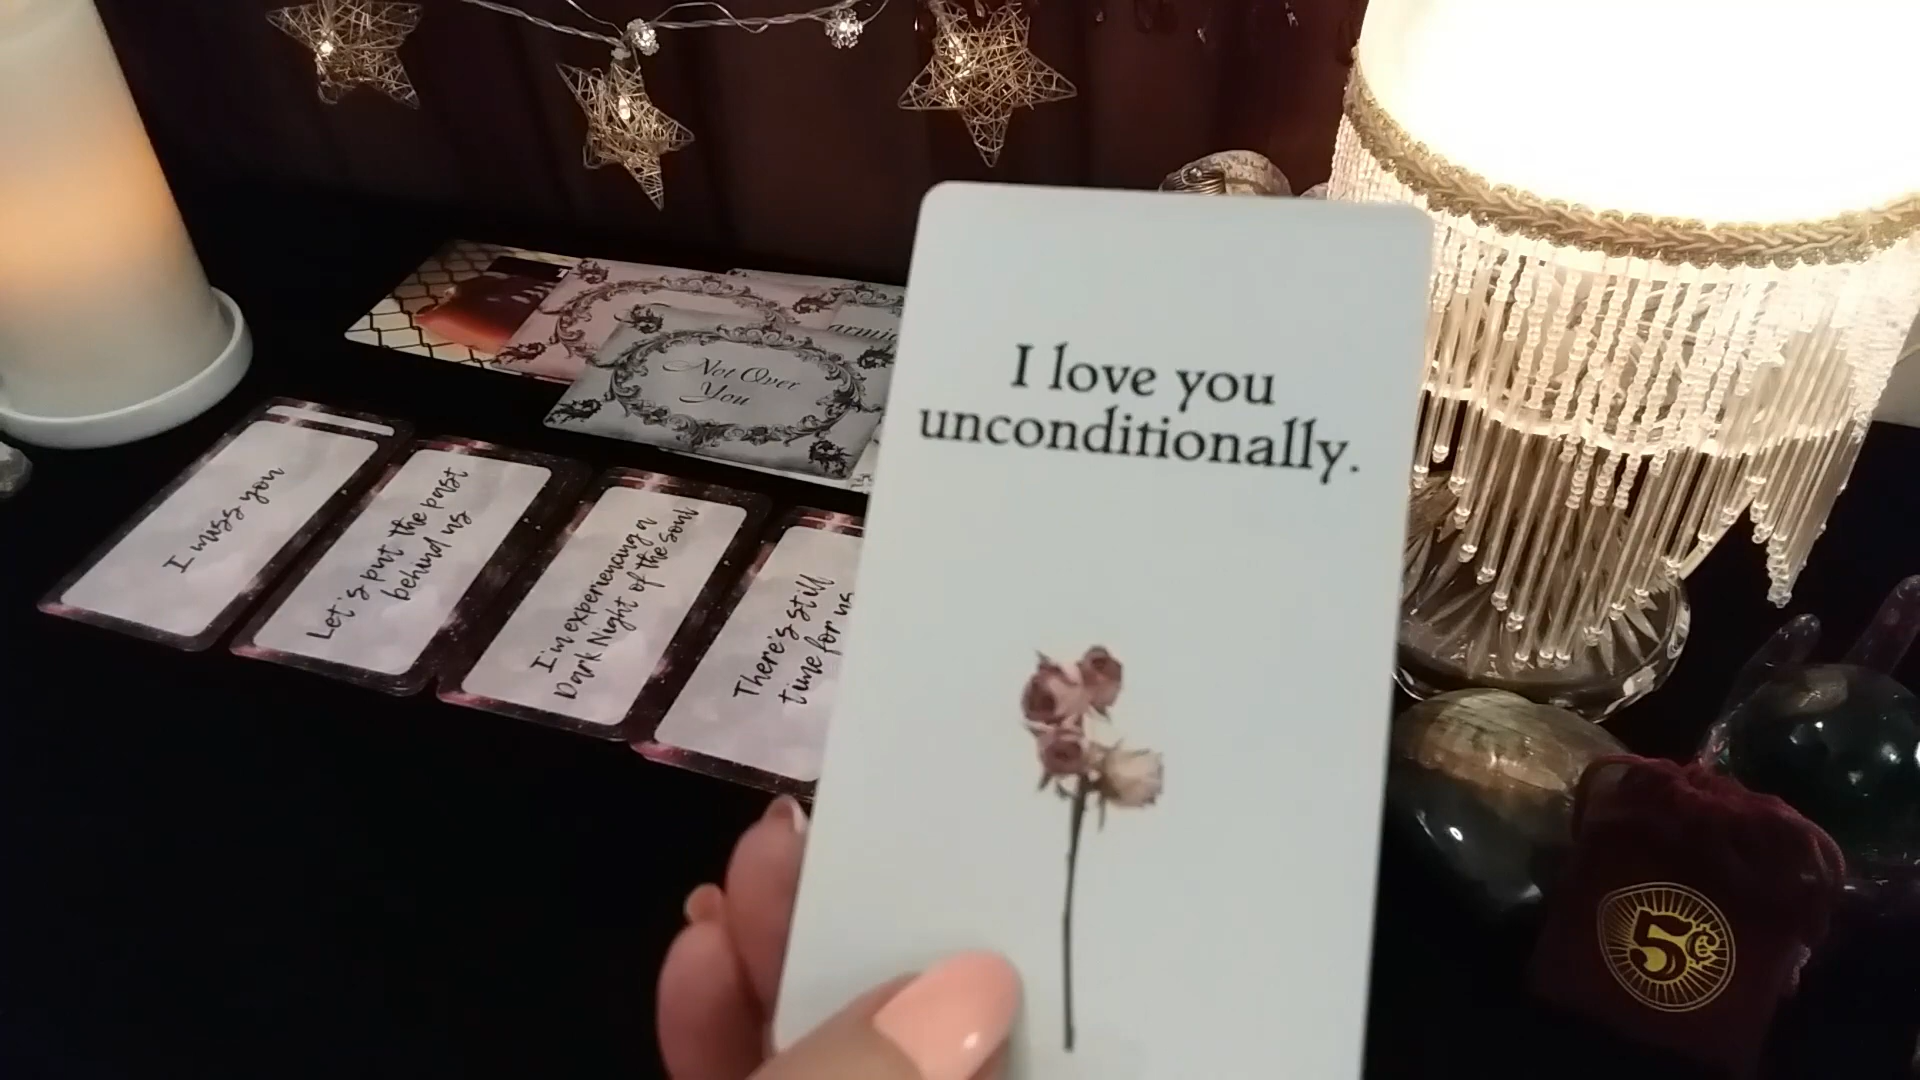 I love you
unconditionally.
Not Over
You
I miss you
Let's put the past
behind us
I'm experiencing a
Dark Night of the soul
There's still
time for us
5¢